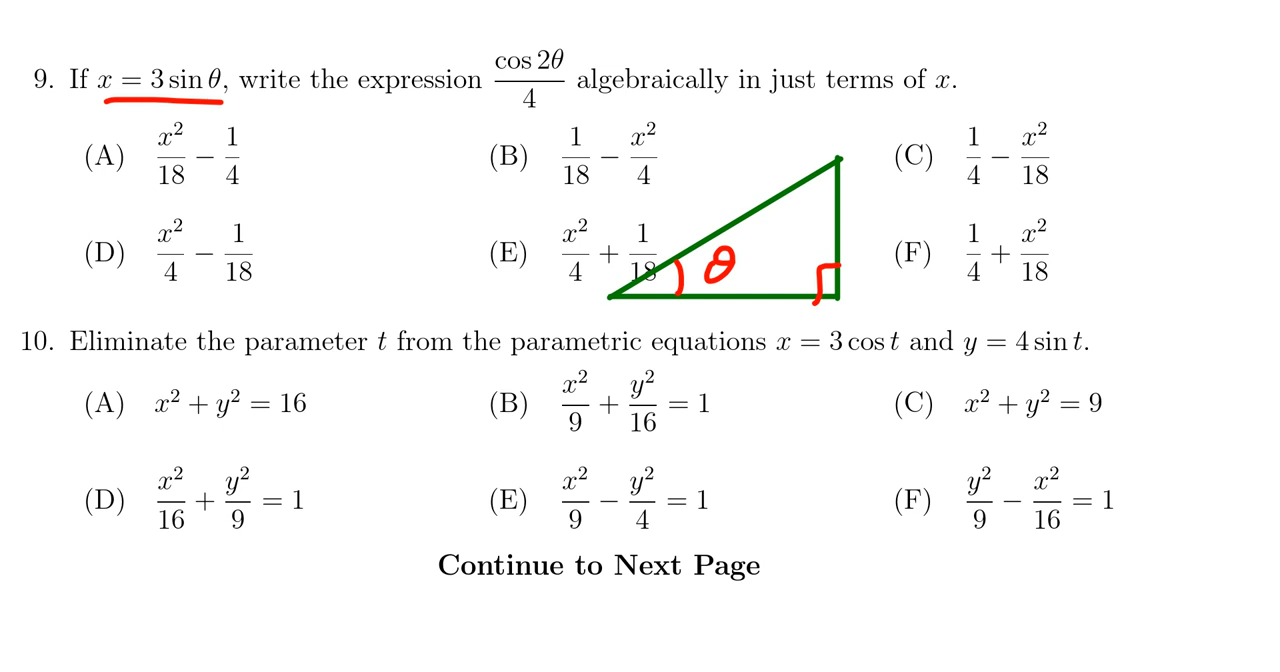 9. If x = 3 sin θ, write the expression cos 2θ / 4 algebraically in just terms of x.
(A) x²/18 − 1/4 (B) 1/18 − x²/4 (C) 1/4 − x²/18
(D) x²/4 − 1/18 (E) x²/4 + 1/18 (F) 1/4 + x²/18
θ
10. Eliminate the parameter t from the parametric equations x = 3 cos t and y = 4 sin t.
(A) x² + y² = 16 (B) x²/9 + y²/16 = 1 (C) x² + y² = 9
(D) x²/16 + y²/9 = 1 (E) x²/9 − y²/4 = 1 (F) y²/9 − x²/16 = 1
Continue to Next Page